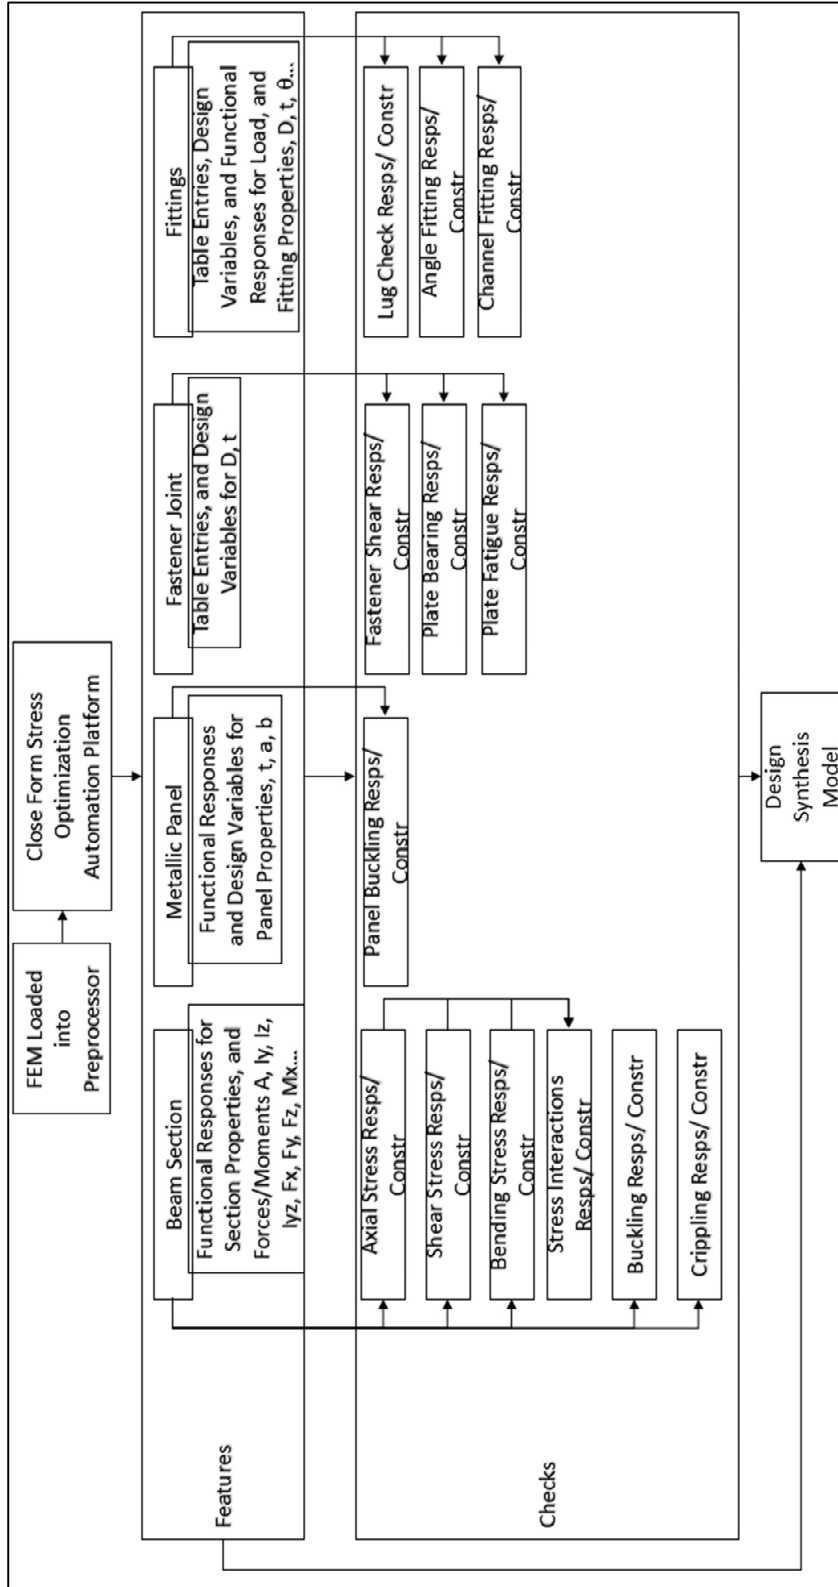 FEM Loaded
into
Preprocessor
Close Form Stress
Optimization
Automation Platform
Features
Beam Section
Functional Responses for
Section Properties, and
Forces/Moments A, Iy, Iz,
Iyz, Fx, Fy, Fz, Mx...
Metallic Panel
Functional Responses
and Design Variables for
Panel Properties, t, a, b
Fastener Joint
Table Entries, and Design
Variables for D, t
Fittings
Table Entries, Design
Variables, and Functional
Responses for Load, and
Fitting Properties, D, t, θ...
Checks
Axial Stress Resps/
Constr
Shear Stress Resps/
Constr
Bending Stress Resps/
Constr
Stress Interactions
Resps/ Constr
Buckling Resps/ Constr
Crippling Resps/ Constr
Panel Buckling Resps/
Constr
Fastener Shear Resps/
Constr
Plate Bearing Resps/
Constr
Plate Fatigue Resps/
Constr
Lug Check Resps/ Constr
Angle Fitting Resps/
Constr
Channel Fitting Resps/
Constr
Design
Synthesis
Model